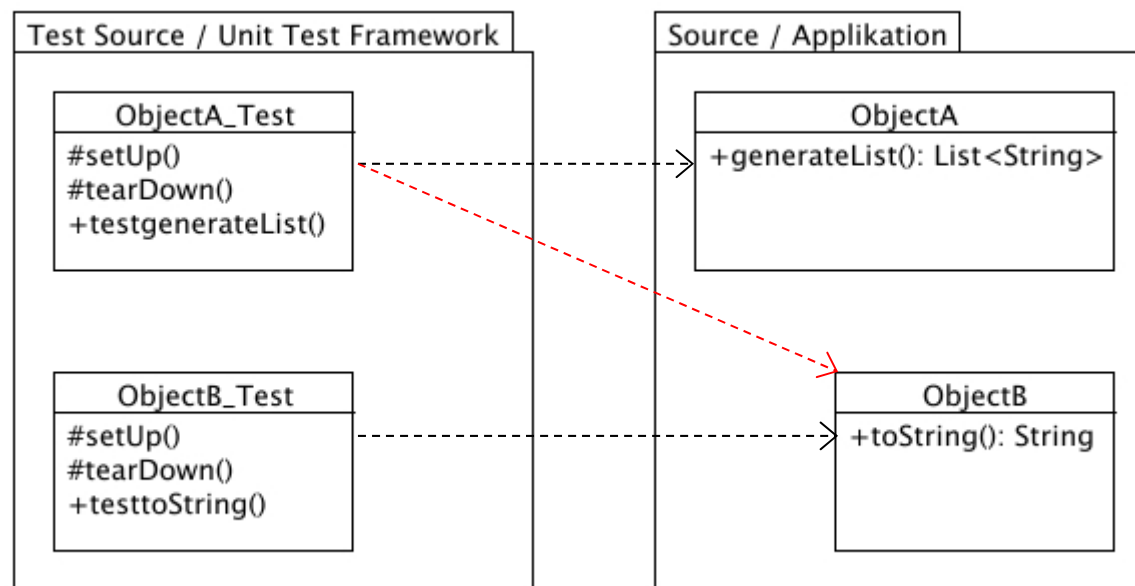 Test Source / Unit Test Framework
ObjectA_Test
#setUp()
#tearDown()
+testgenerateList()
ObjectB_Test
#setUp()
#tearDown()
+testtoString()
Source / Applikation
ObjectA
+generateList(): List<String>
ObjectB
+toString(): String